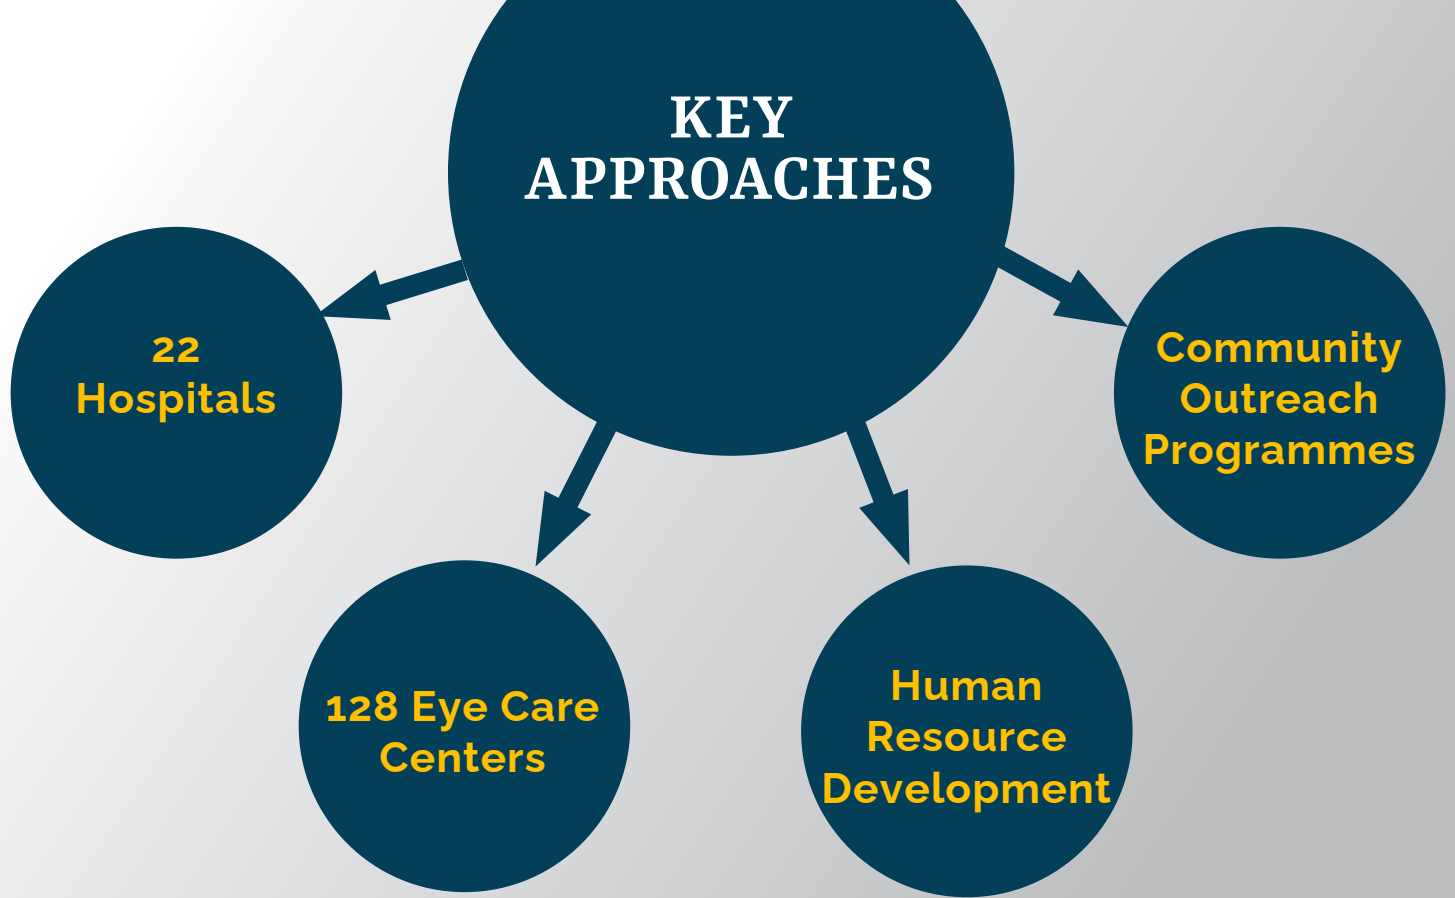 KEY
APPROACHES
22
Hospitals
128 Eye Care
Centers
Human
Resource
Development
Community
Outreach
Programmes